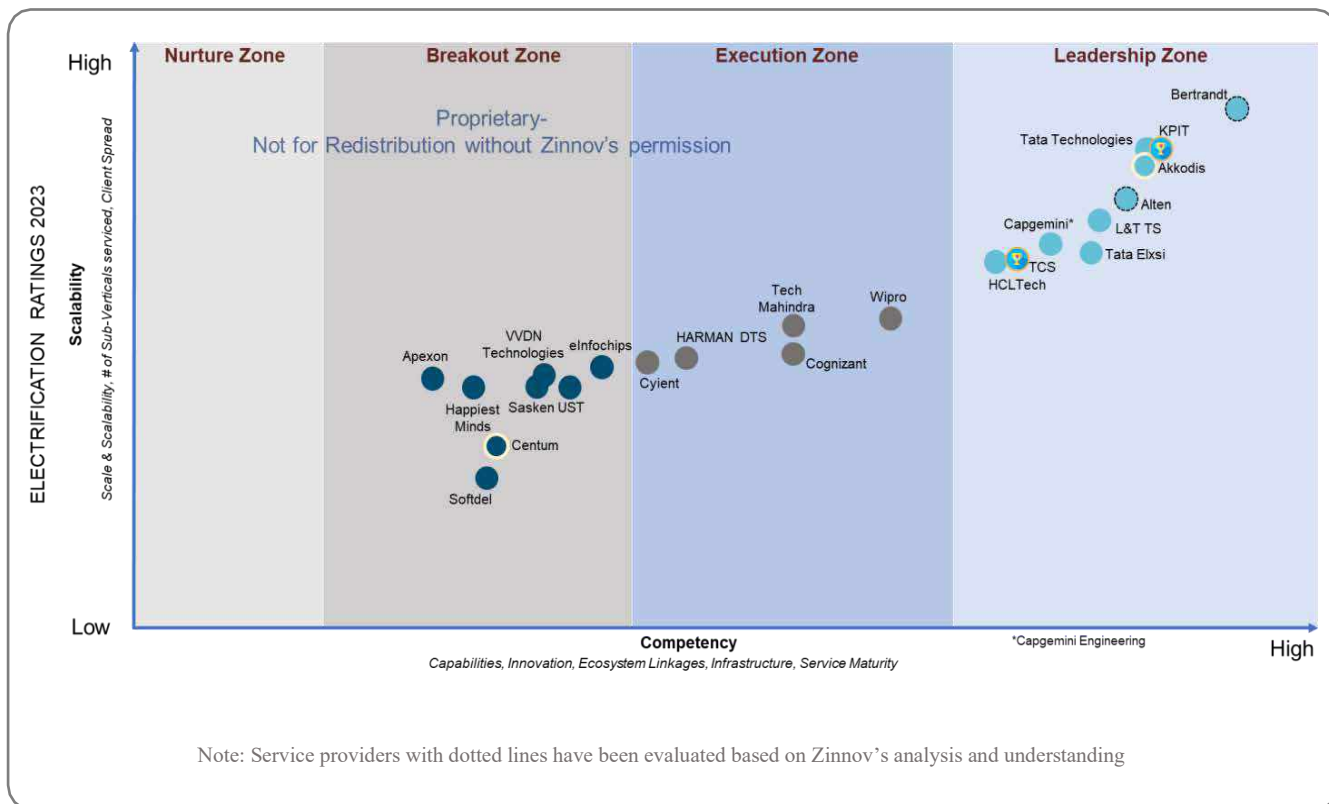 High
Nurture Zone
Breakout Zone
Execution Zone
Leadership Zone
Proprietary-
Not for Redistribution without Zinnov's permission
Bertrandt
KPIT
Tata Technologies
Akkodis
Alten
L&T TS
Capgemini*
Tata Elxsi
TCS
HCLTech
Wipro
Tech
Mahindra
Cognizant
HARMAN DTS
Cyient
eInfochips
VVDN
Technologies
Apexon
Sasken
UST
Happiest
Minds
Centum
Softdel
ELECTRIFICATION RATINGS 2023
Scalability
Scale & Scalability, # of Sub-Verticals serviced, Client Spread
Low
Competency
Capabilities, Innovation, Ecosystem Linkages, Infrastructure, Service Maturity
*Capgemini Engineering
High
Note: Service providers with dotted lines have been evaluated based on Zinnov's analysis and understanding